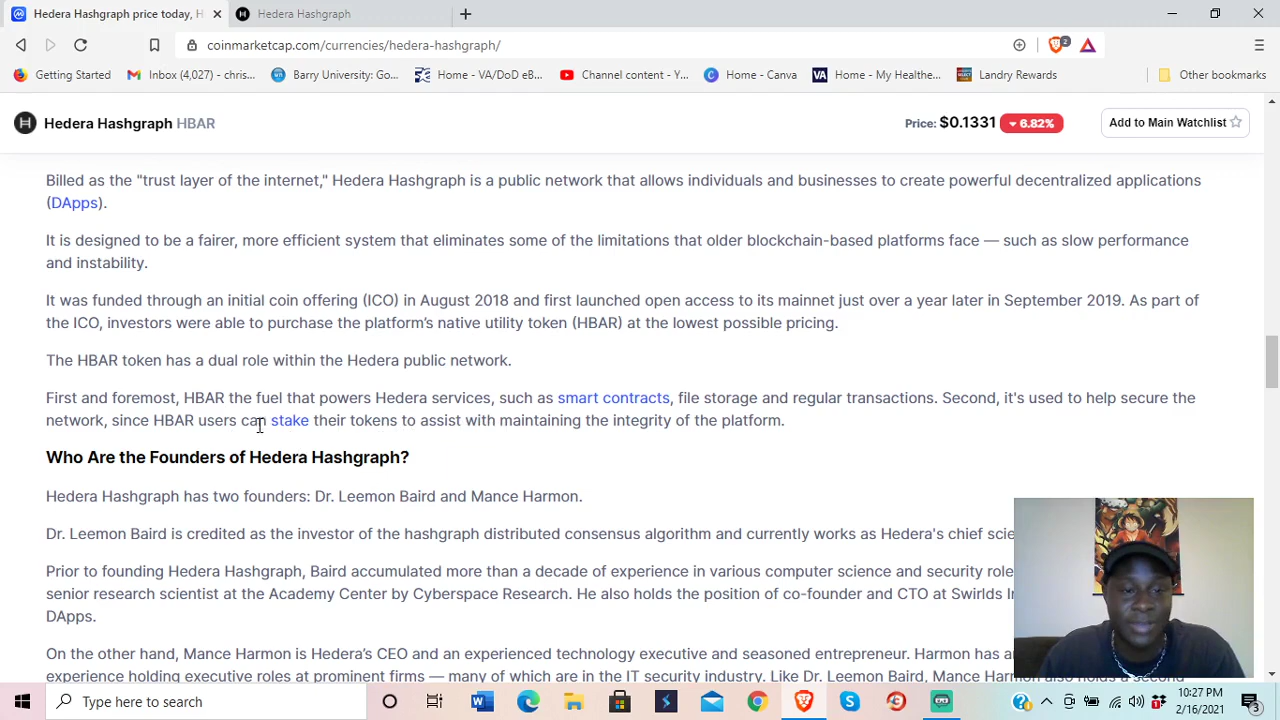 Hedera Hashgraph price today, H
Hedera Hashgraph
coinmarketcap.com/currencies/hedera-hashgraph/
2
Getting Started
Inbox (4,027) - chris...
Barry University: Go...
Home - VA/DoD eB...
Channel content - Y...
Home - Canva
Home - My Healthe...
Landry Rewards
Other bookmarks
Hedera Hashgraph HBAR
Price: $0.1331 6.82%
Add to Main Watchlist
Billed as the "trust layer of the internet," Hedera Hashgraph is a public network that allows individuals and businesses to create powerful decentralized applications
(DApps).
It is designed to be a fairer, more efficient system that eliminates some of the limitations that older blockchain-based platforms face — such as slow performance
and instability.
It was funded through an initial coin offering (ICO) in August 2018 and first launched open access to its mainnet just over a year later in September 2019. As part of
the ICO, investors were able to purchase the platform's native utility token (HBAR) at the lowest possible pricing.
The HBAR token has a dual role within the Hedera public network.
First and foremost, HBAR the fuel that powers Hedera services, such as smart contracts, file storage and regular transactions. Second, it's used to help secure the
network, since HBAR users can stake their tokens to assist with maintaining the integrity of the platform.
Who Are the Founders of Hedera Hashgraph?
Hedera Hashgraph has two founders: Dr. Leemon Baird and Mance Harmon.
Dr. Leemon Baird is credited as the investor of the hashgraph distributed consensus algorithm and currently works as Hedera's chief scie
Prior to founding Hedera Hashgraph, Baird accumulated more than a decade of experience in various computer science and security role
senior research scientist at the Academy Center by Cyberspace Research. He also holds the position of co-founder and CTO at Swirlds In
DApps.
On the other hand, Mance Harmon is Hedera's CEO and an experienced technology executive and seasoned entrepreneur. Harmon has
experience holding executive roles at prominent firms — many of which are in the IT security industry. Like Dr. Leemon Baird, Mance Harmon also holds a second
Type here to search
10:27 PM
2/16/2021
3